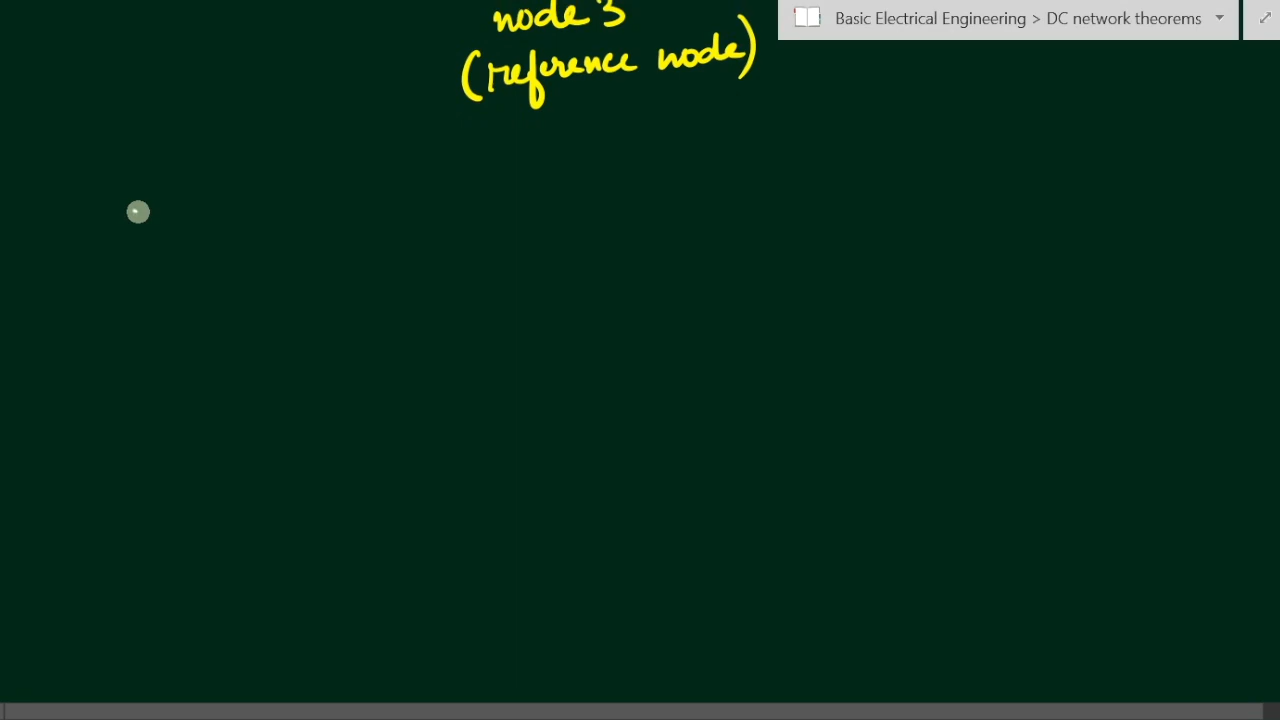 node 3
(reference node)
Basic Electrical Engineering > DC network theorems